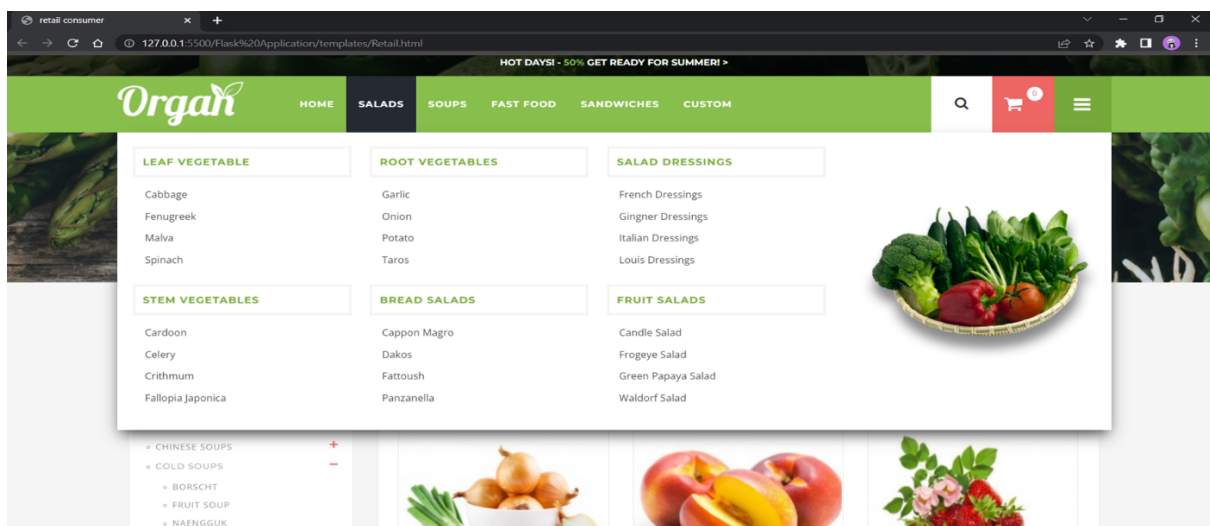 retail consumer
127.0.0.1:5500/Flask%20Application/templates/Retail.html
HOT DAYS! - 50% GET READY FOR SUMMER! >
Organ
HOME SALADS SOUPS FAST FOOD SANDWICHES CUSTOM
0
LEAF VEGETABLE
Cabbage
Fenugreek
Malva
Spinach
ROOT VEGETABLES
Garlic
Onion
Potato
Taros
SALAD DRESSINGS
French Dressings
Gingner Dressings
Italian Dressings
Louis Dressings
STEM VEGETABLES
Cardoon
Celery
Crithmum
Fallopia Japonica
BREAD SALADS
Cappon Magro
Dakos
Fattoush
Panzanella
FRUIT SALADS
Candle Salad
Frogeye Salad
Green Papaya Salad
Waldorf Salad
CHINESE SOUPS +
COLD SOUPS −
BORSCHT
FRUIT SOUP
NAENGGUK